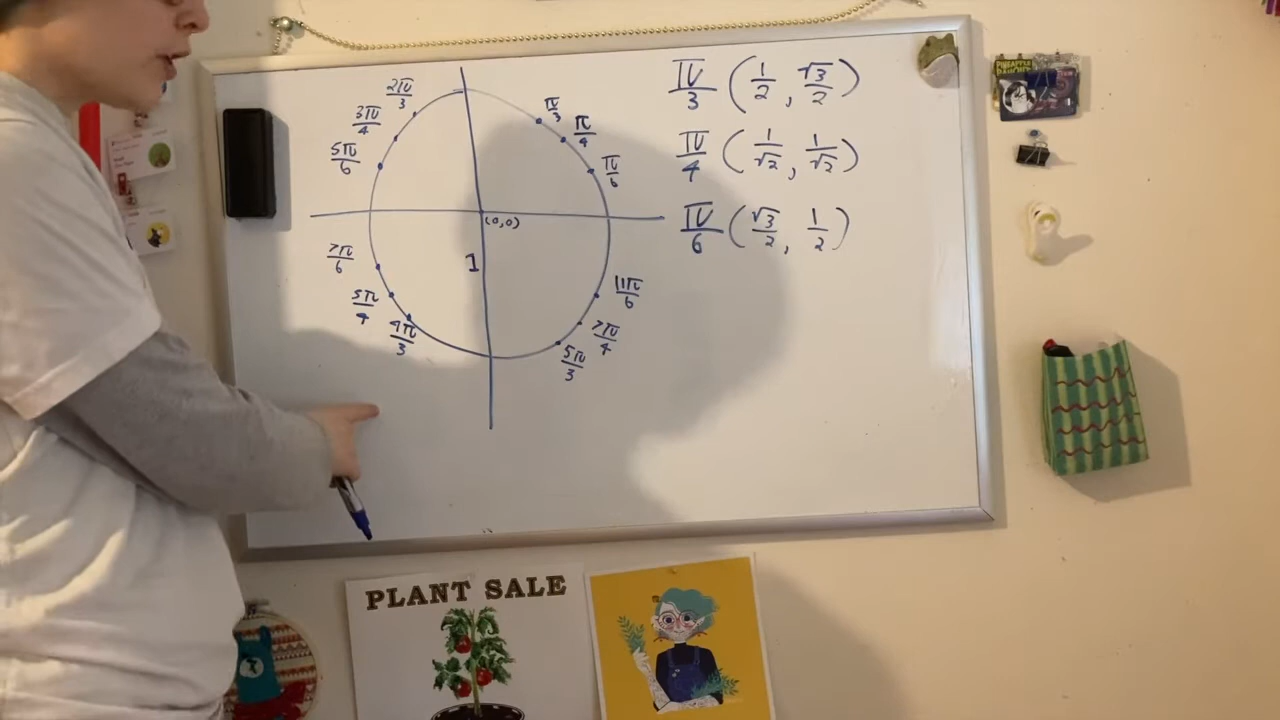 2π/3
3π/4
5π/6
7π/6
5π/4
4π/3
π/3
π/4
π/6
(0,0)
1
11π/6
7π/4
5π/3
π/3 (1/2, √3/2)
π/4 (1/√2, 1/√2)
π/6 (√3/2, 1/2)
PLANT SALE